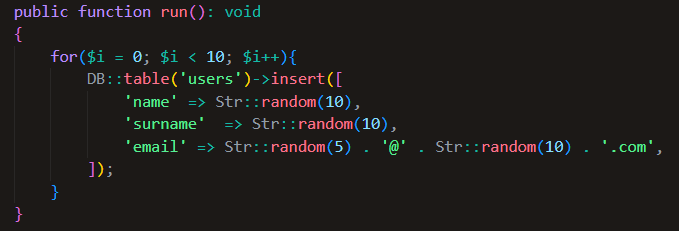 public function run(): void
{
    for($i = 0; $i < 10; $i++){
        DB::table('users')->insert([
            'name' => Str::random(10),
            'surname'  => Str::random(10),
            'email' => Str::random(5) . '@' . Str::random(10) . '.com',
        ]);
    }
}